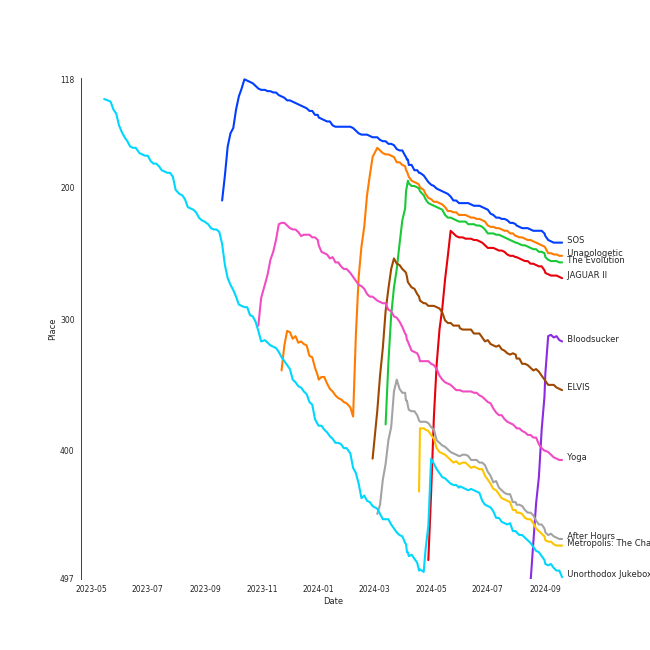 118
200
300
400
497
Place
2023-05
2023-07
2023-09
2023-11
2024-01
2024-03
2024-05
2024-07
2024-09
Date
SOS
Unapologetic
The Evolution
JAGUAR II
Bloodsucker
ELVIS
Yoga
After Hours
Metropolis: The Cha
Unorthodox Jukebox